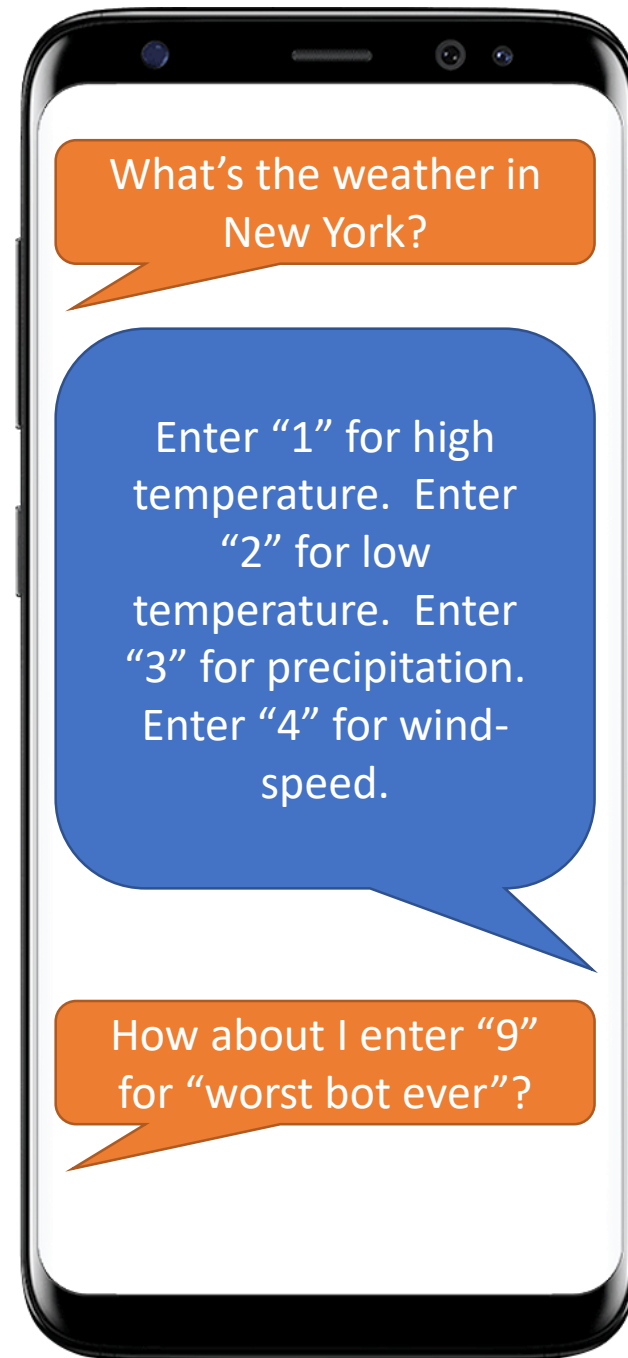 What’s the weather in
New York?
Enter “1” for high
temperature.  Enter
“2” for low
temperature.  Enter
“3” for precipitation.
Enter “4” for wind-
speed.
How about I enter “9”
for “worst bot ever”?